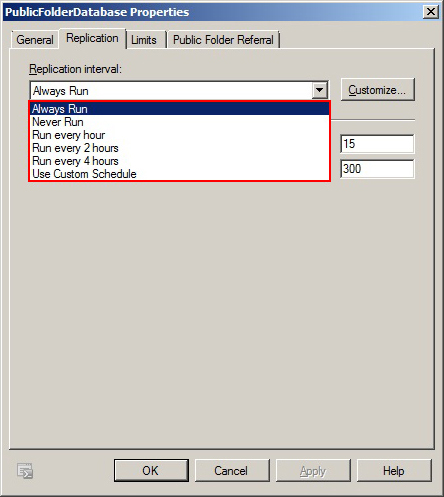 PublicFolderDatabase Properties
General Replication Limits Public Folder Referral
Replication interval:
Always Run Customize...
Always Run
Never Run
Run every hour
Run every 2 hours
Run every 4 hours
Use Custom Schedule
15
300
OK Cancel Apply Help